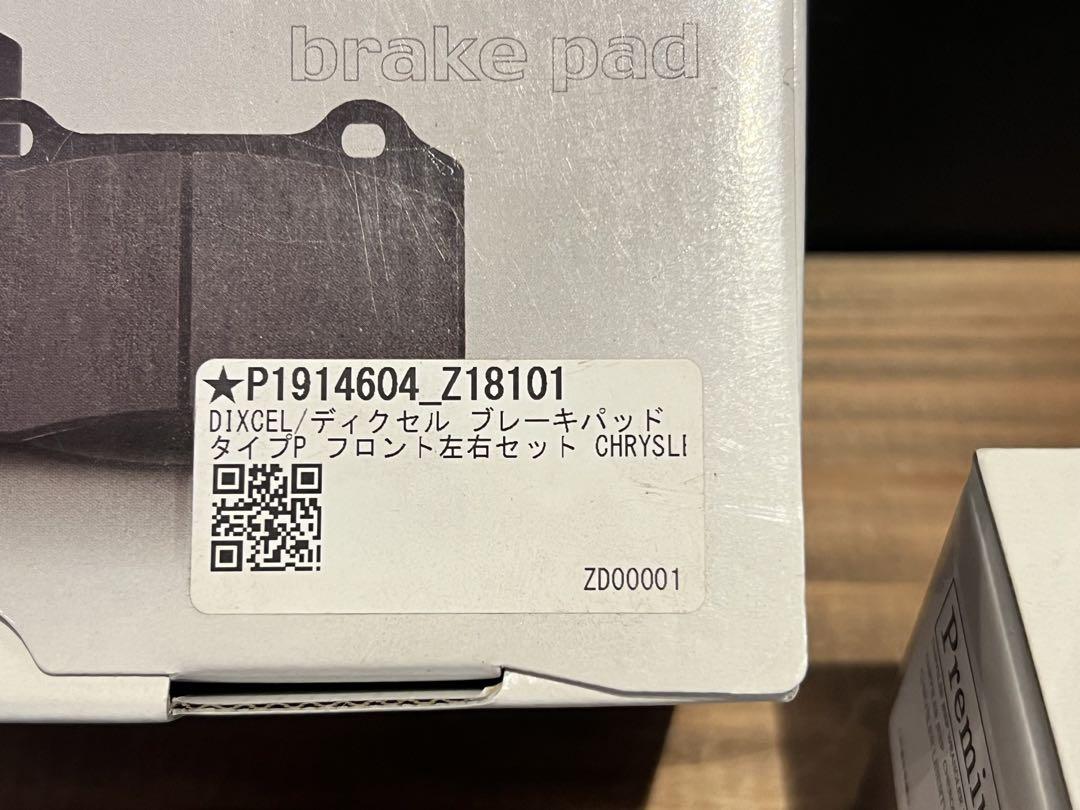 brake pad
★P1914604_Z18101
DIXCEL/ディクセル ブレーキパッド
タイプP フロント左右セット CHRYSLE
ZD00001
Premi